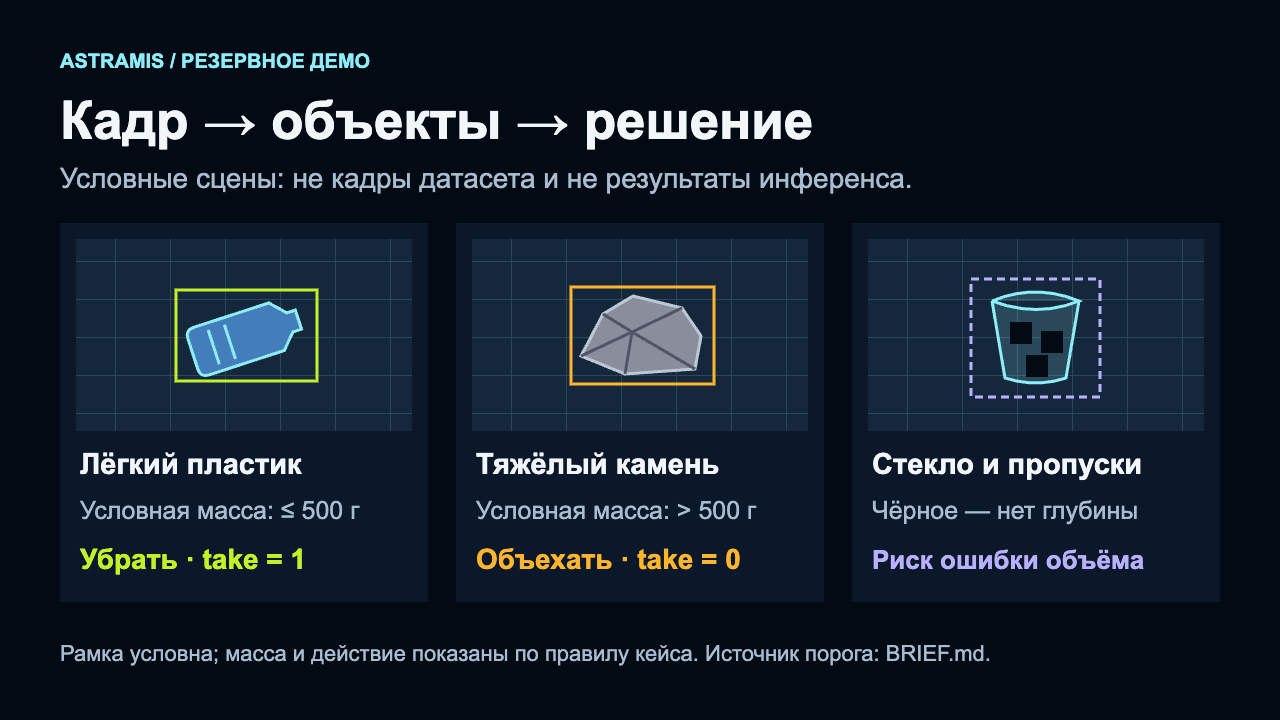 ASTRAMIS / РЕЗЕРВНОЕ ДЕМО
Кадр → объекты → решение
Условные сцены: не кадры датасета и не результаты инференса.
Лёгкий пластик
Условная масса: ≤ 500 г
Убрать · take = 1
Тяжёлый камень
Условная масса: > 500 г
Объехать · take = 0
Стекло и пропуски
Чёрное — нет глубины
Риск ошибки объёма
Рамка условна; масса и действие показаны по правилу кейса. Источник порога: BRIEF.md.